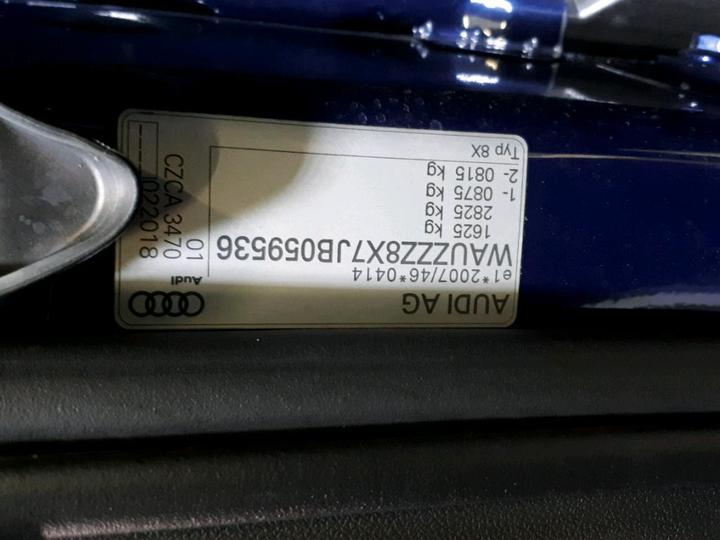 AUDI AG
e1*2007/46*0414
WAUZZZ8X7JB059536
1625 kg
2825 kg
1- 0875 kg
2- 0815 kg
Typ 8X
Audi
01
CZCA 3470
022018